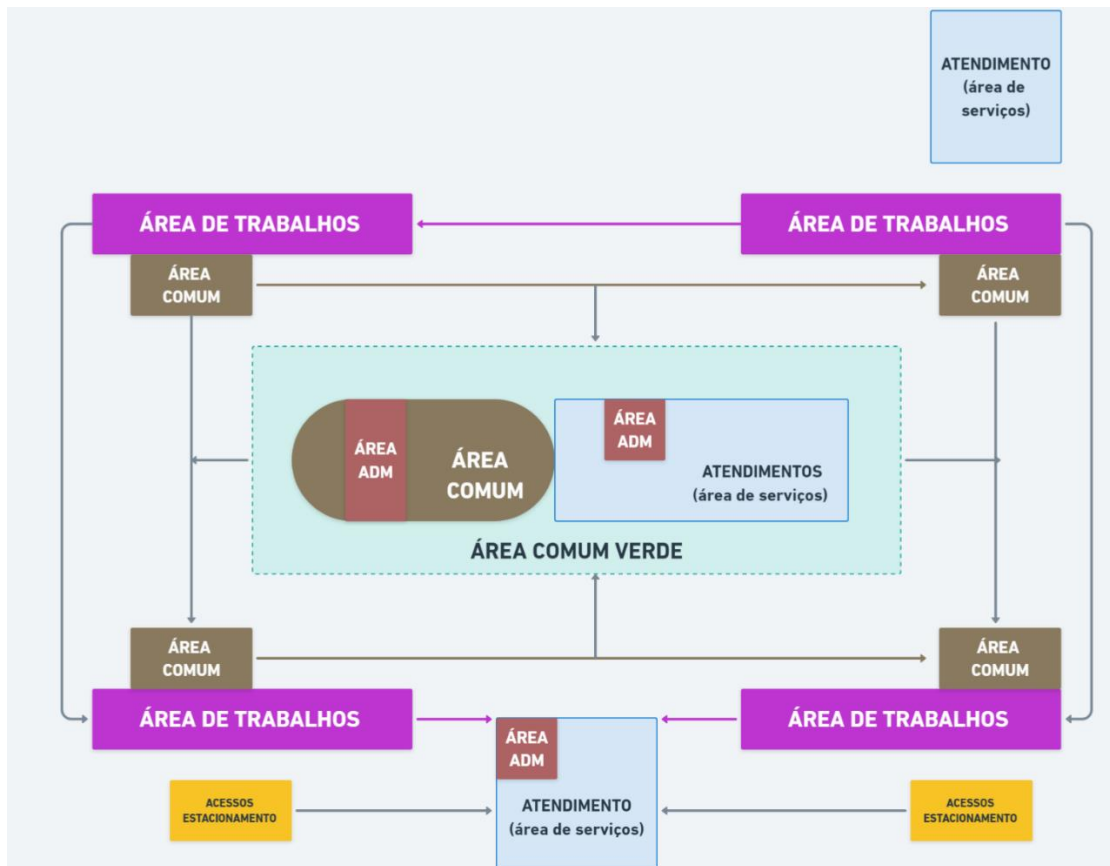 ATENDIMENTO
(área de
serviços)
ÁREA DE TRABALHOS
ÁREA DE TRABALHOS
ÁREA
COMUM
ÁREA
COMUM
ÁREA
ADM
ÁREA
COMUM
ÁREA
ADM
ATENDIMENTOS
(área de serviços)
ÁREA COMUM VERDE
ÁREA
COMUM
ÁREA
COMUM
ÁREA DE TRABALHOS
ÁREA DE TRABALHOS
ÁREA
ADM
ATENDIMENTO
(área de serviços)
ACESSOS
ESTACIONAMENTO
ACESSOS
ESTACIONAMENTO